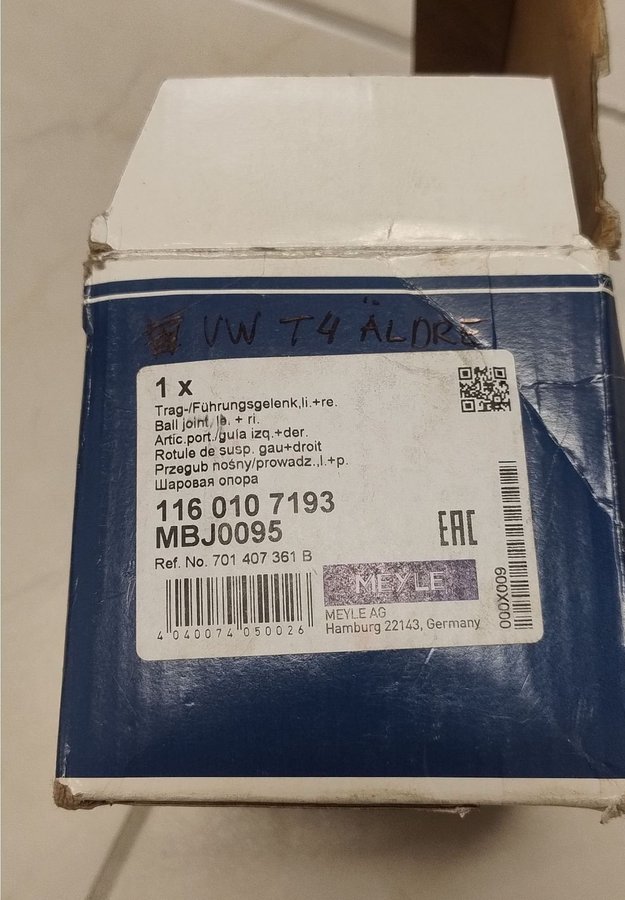 VW T4 ÄLDRE
1 x
Trag-/Führungsgelenk,li.+re.
Ball joint, le. + ri.
Artic.port./guía izq.+der.
Rotule de susp. gau+droit
Przegub nośny/prowadz.,l.+p.
Шаровая опора
116 010 7193
MBJ0095
Ref. No. 701 407 361 B
EAC
MEYLE
MEYLE AG
Hamburg 22143, Germany
4 040074 050026
000X009